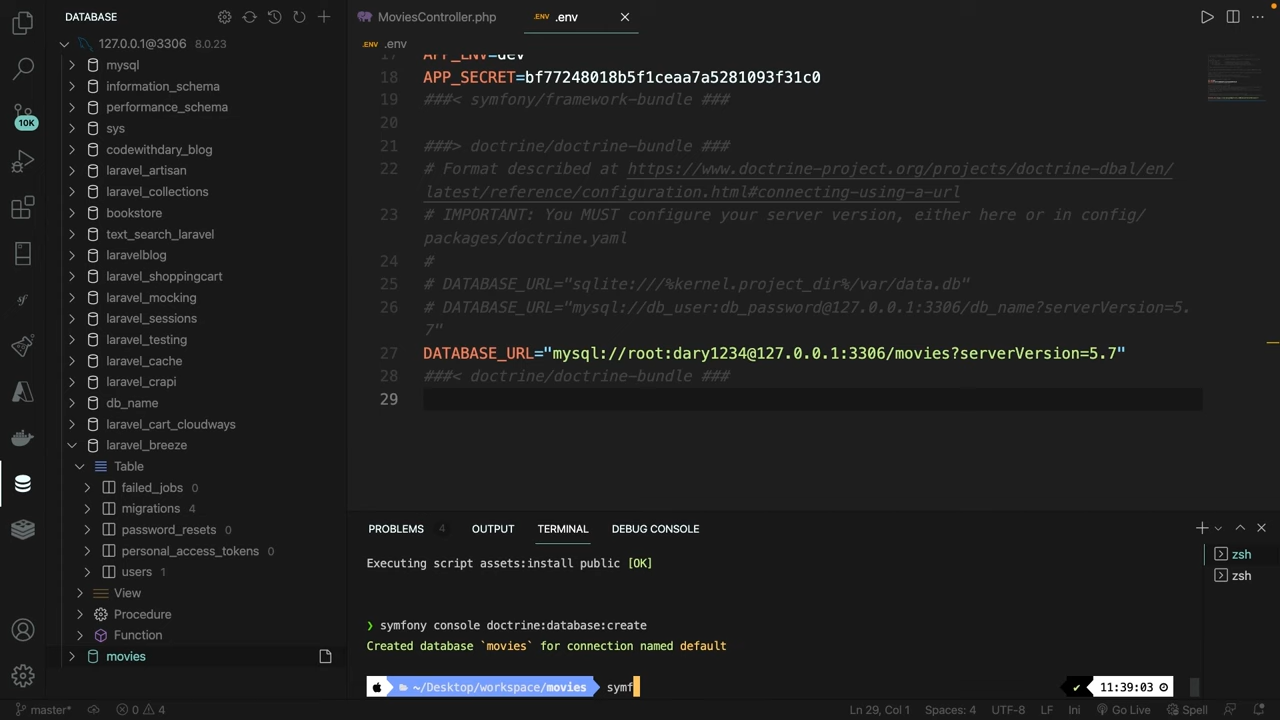 DATABASE
MoviesController.php
.ENV .env
127.0.0.1@3306 8.0.23
.ENV .env
mysql
information_schema
performance_schema
sys
codewithdary_blog
laravel_artisan
laravel_collections
bookstore
text_search_laravel
laravelblog
laravel_shoppingcart
laravel_mocking
laravel_sessions
laravel_testing
laravel_cache
laravel_crapi
db_name
laravel_cart_cloudways
laravel_breeze
Table
failed_jobs 0
migrations 4
password_resets 0
personal_access_tokens 0
users 1
View
Procedure
Function
movies
10K
17 APP_ENV=dev
18 APP_SECRET=bf77248018b5f1ceaa7a5281093f31c0
19 ###< symfony/framework-bundle ###
20
21 ###> doctrine/doctrine-bundle ###
22 # Format described at https://www.doctrine-project.org/projects/doctrine-dbal/en/
latest/reference/configuration.html#connecting-using-a-url
23 # IMPORTANT: You MUST configure your server version, either here or in config/
packages/doctrine.yaml
24 #
25 # DATABASE_URL="sqlite:///%kernel.project_dir%/var/data.db"
26 # DATABASE_URL="mysql://db_user:db_password@127.0.0.1:3306/db_name?serverVersion=5.
7"
27 DATABASE_URL="mysql://root:dary1234@127.0.0.1:3306/movies?serverVersion=5.7"
28 ###< doctrine/doctrine-bundle ###
29
PROBLEMS 4 OUTPUT TERMINAL DEBUG CONSOLE
Executing script assets:install public [OK]
❯ symfony console doctrine:database:create
Created database `movies` for connection named default
~/Desktop/workspace/movies symf
✔ 11:39:03
zsh
zsh
master* 0 4 Ln 29, Col 1 Spaces: 4 UTF-8 LF Ini Go Live Spell